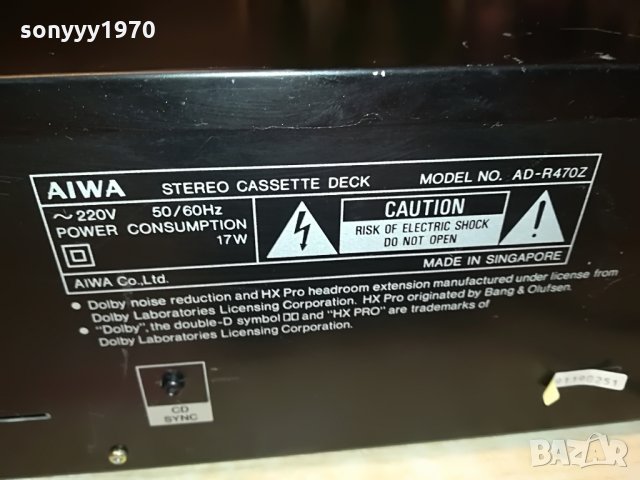 sonyyy1970
AIWA STEREO CASSETTE DECK MODEL NO. AD-R470Z
~220V 50/60Hz
POWER CONSUMPTION
17W
CAUTION
RISK OF ELECTRIC SHOCK
DO NOT OPEN
AIWA Co.,Ltd. MADE IN SINGAPORE
• Dolby noise reduction and HX Pro headroom extension manufactured under license from
Dolby Laboratories Licensing Corporation. HX Pro originated by Bang & Olufsen.
• "Dolby", the double-D symbol and "HX PRO" are trademarks of
Dolby Laboratories Licensing Corporation.
CD
SYNC
BAZAR